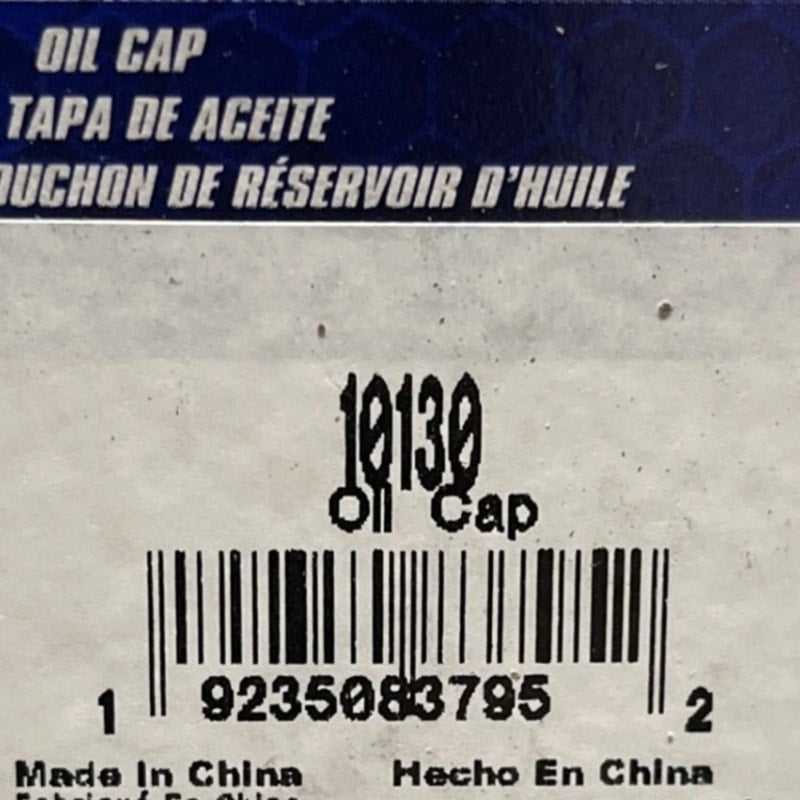 OIL CAP
TAPA DE ACEITE
OUCHON DE RÉSERVOIR D'HUILE
10130
Oil Cap
1 9235083795 2
Made In China Hecho En China